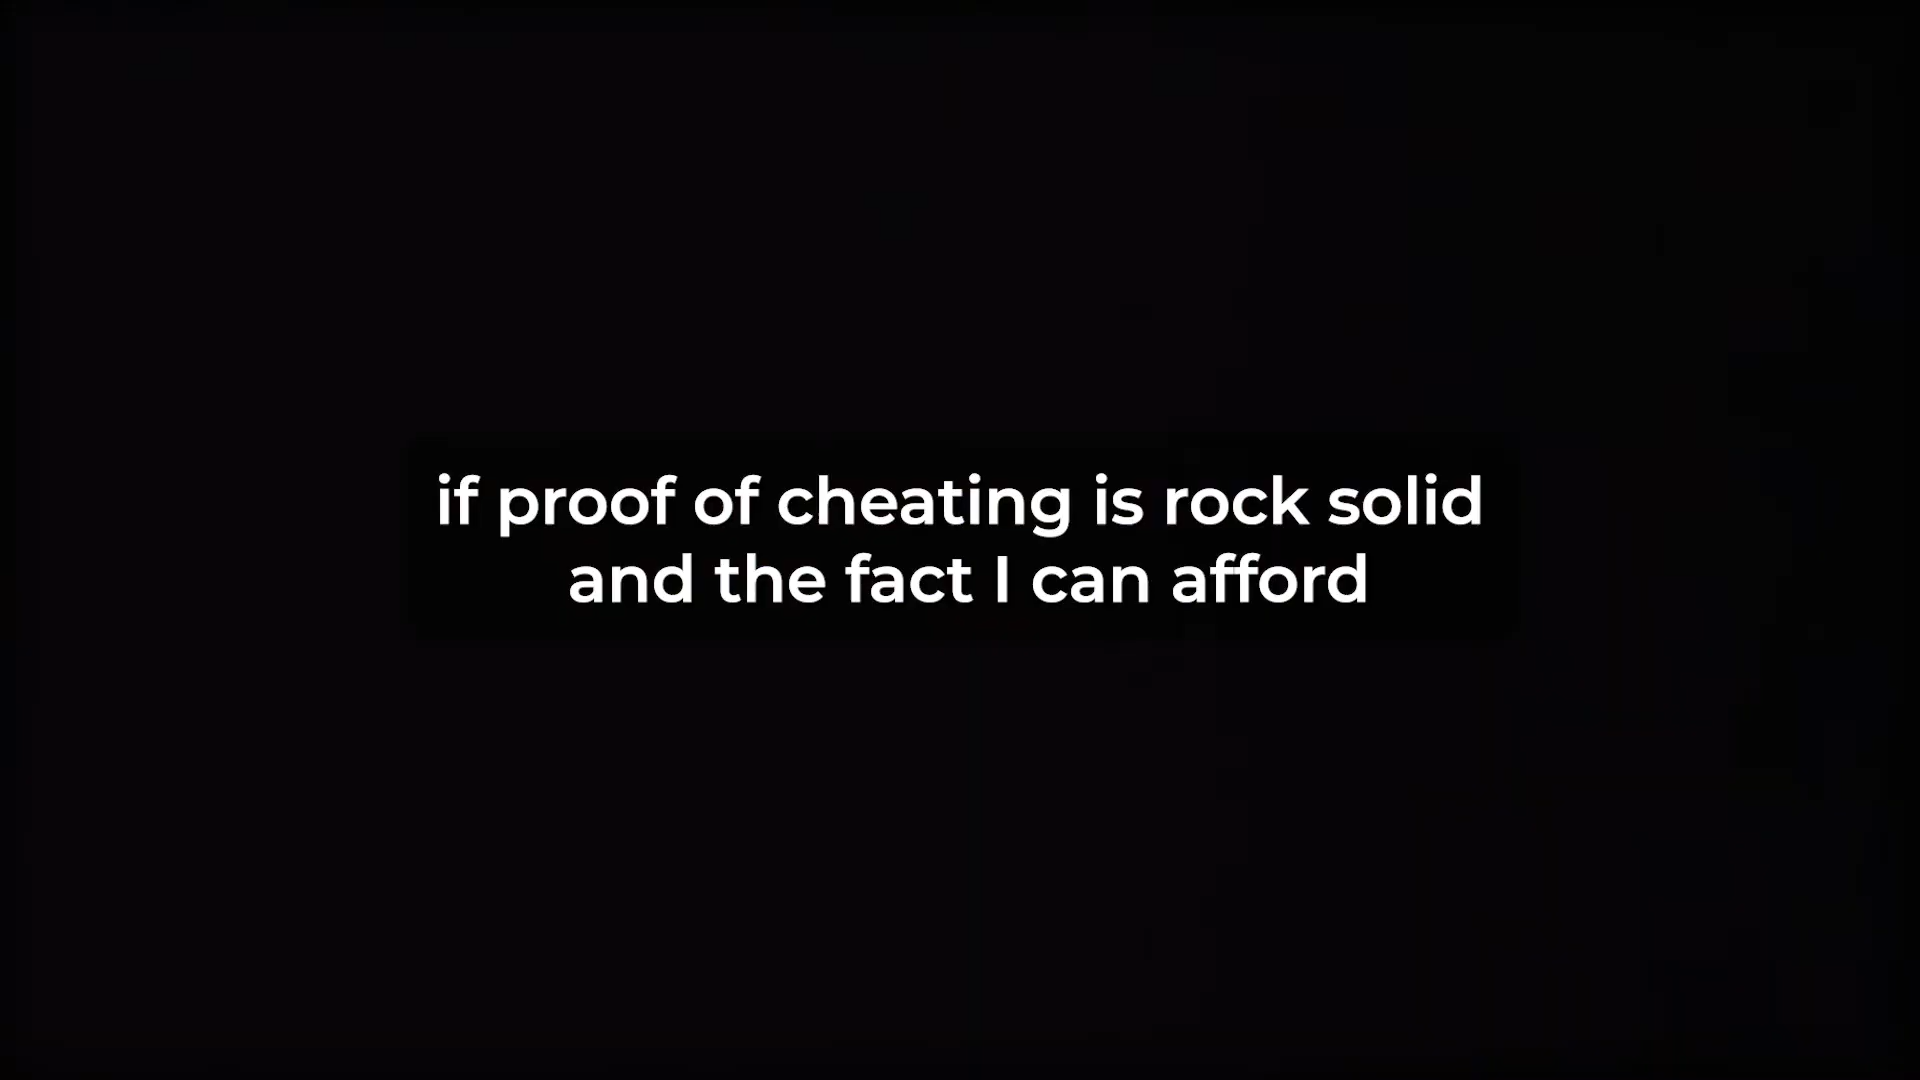 if proof of cheating is rock solid
and the fact I can afford